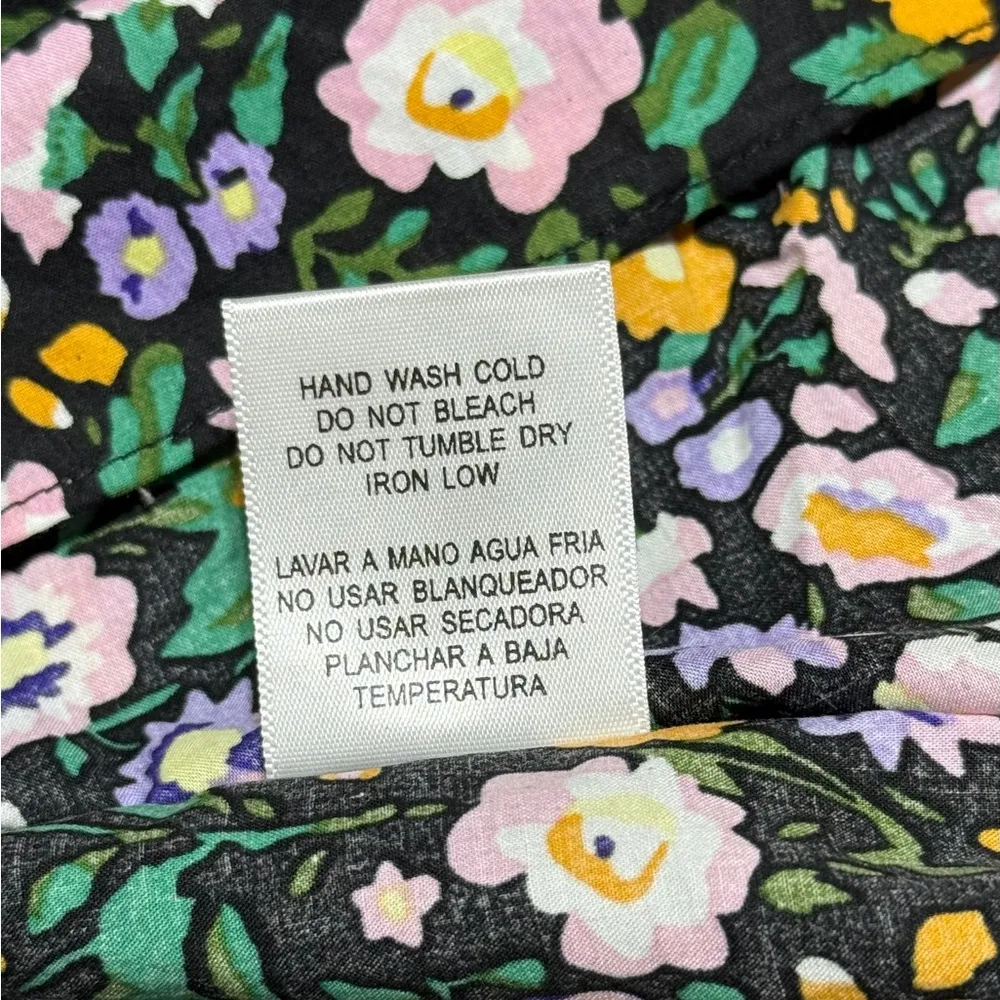 HAND WASH COLD
DO NOT BLEACH
DO NOT TUMBLE DRY
IRON LOW
LAVAR A MANO AGUA FRIA
NO USAR BLANQUEADOR
NO USAR SECADORA
PLANCHAR A BAJA
TEMPERATURA